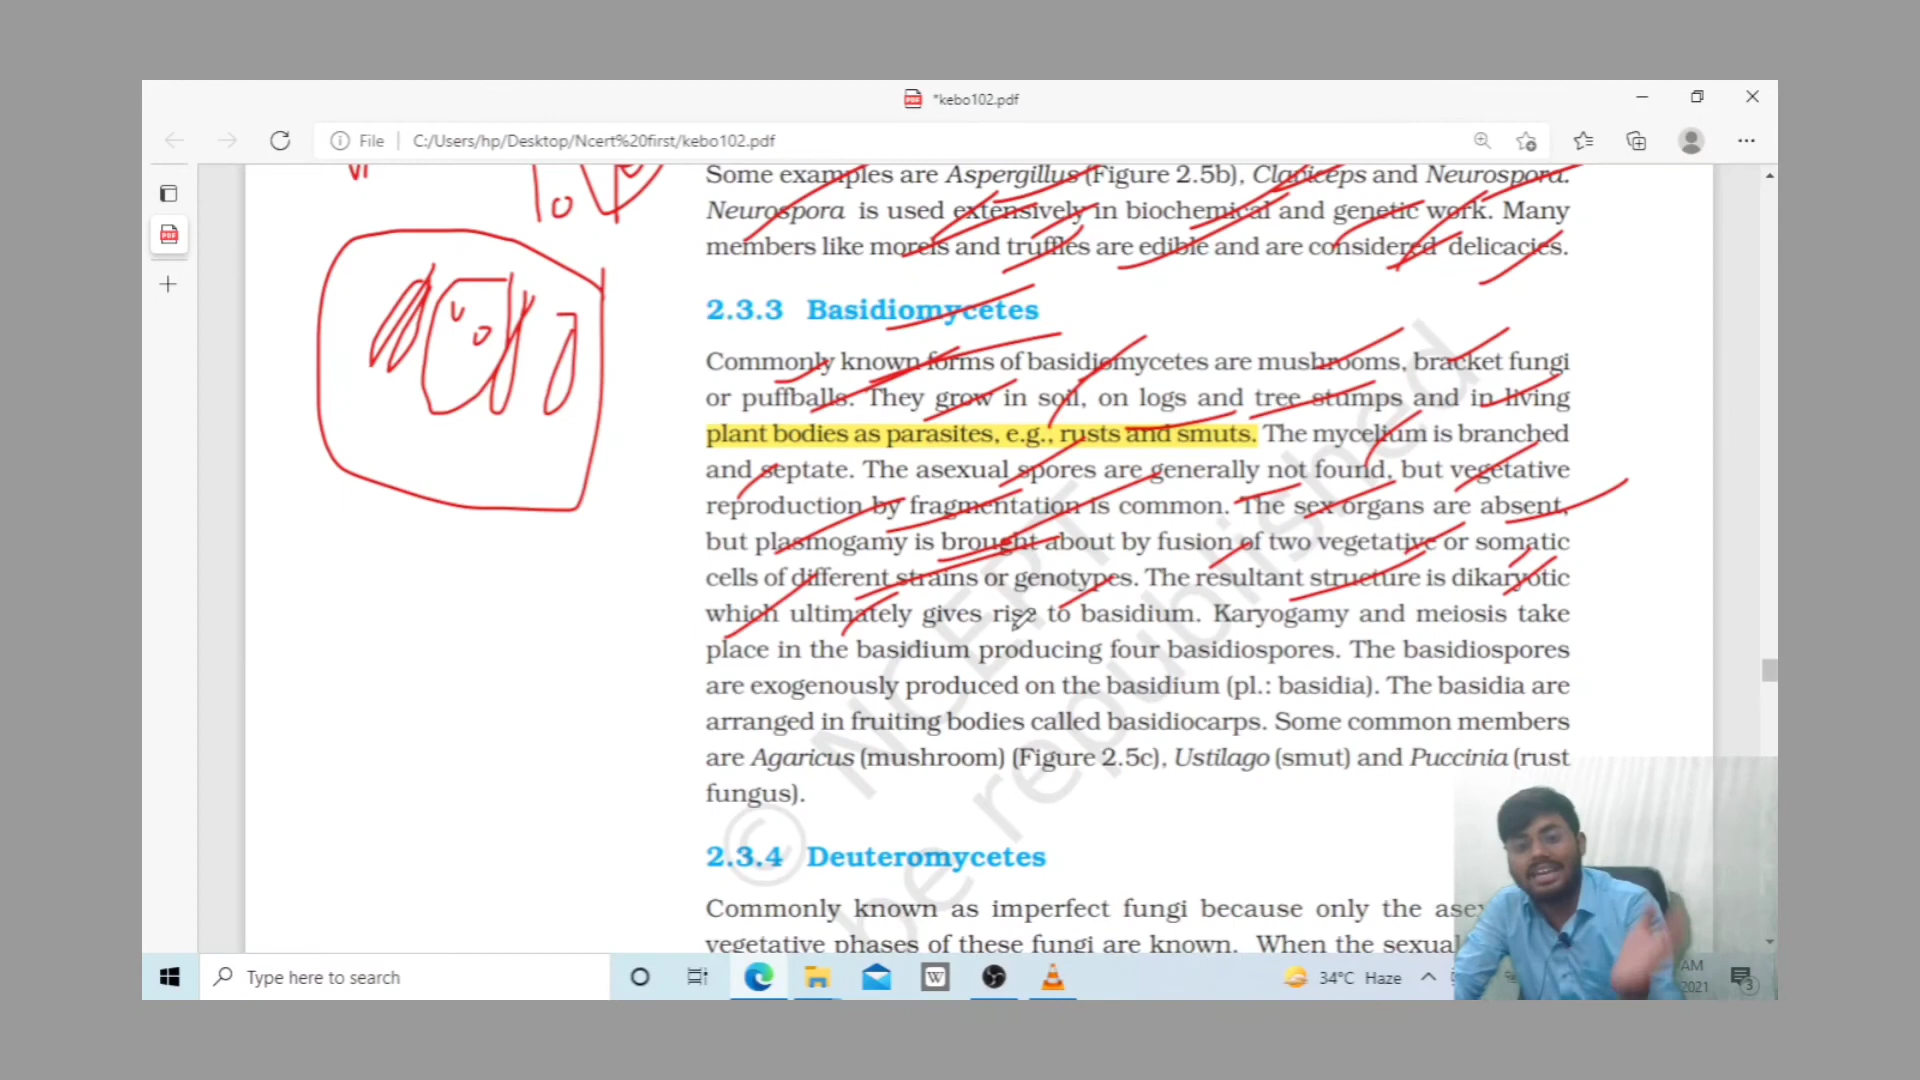 *kebo102.pdf
File
C:/Users/hp/Desktop/Ncert%20first/kebo102.pdf
Some examples are Aspergillus (Figure 2.5b), Claviceps and Neurospora.
Neurospora is used extensively in biochemical and genetic work. Many
members like morels and truffles are edible and are considered delicacies.
2.3.3 Basidiomycetes
Commonly known forms of basidiomycetes are mushrooms, bracket fungi
or puffballs. They grow in soil, on logs and tree stumps and in living
plant bodies as parasites, e.g., rusts and smuts. The mycelium is branched
and septate. The asexual spores are generally not found, but vegetative
reproduction by fragmentation is common. The sex organs are absent,
but plasmogamy is brought about by fusion of two vegetative or somatic
cells of different strains or genotypes. The resultant structure is dikaryotic
which ultimately gives rise to basidium. Karyogamy and meiosis take
place in the basidium producing four basidiospores. The basidiospores
are exogenously produced on the basidium (pl.: basidia). The basidia are
arranged in fruiting bodies called basidiocarps. Some common members
are Agaricus (mushroom) (Figure 2.5c), Ustilago (smut) and Puccinia (rust
fungus).
© NCERT
be republished
2.3.4 Deuteromycetes
Commonly known as imperfect fungi because only the asex
vegetative phases of these fungi are known. When the sexual
Type here to search
34°C Haze
AM
2021
3